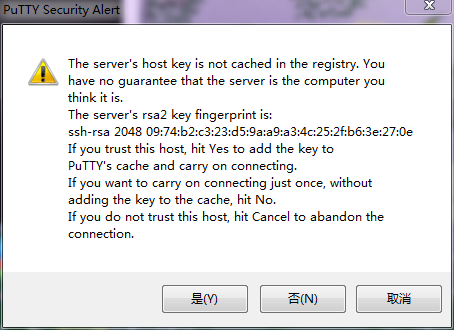 PuTTY Security Alert
The server's host key is not cached in the registry. You
have no guarantee that the server is the computer you
think it is.
The server's rsa2 key fingerprint is:
ssh-rsa 2048 09:74:b2:c3:23:d5:9a:a9:a3:4c:25:2f:b6:3e:27:0e
If you trust this host, hit Yes to add the key to
PuTTY's cache and carry on connecting.
If you want to carry on connecting just once, without
adding the key to the cache, hit No.
If you do not trust this host, hit Cancel to abandon the
connection.
是(Y) 否(N) 取消